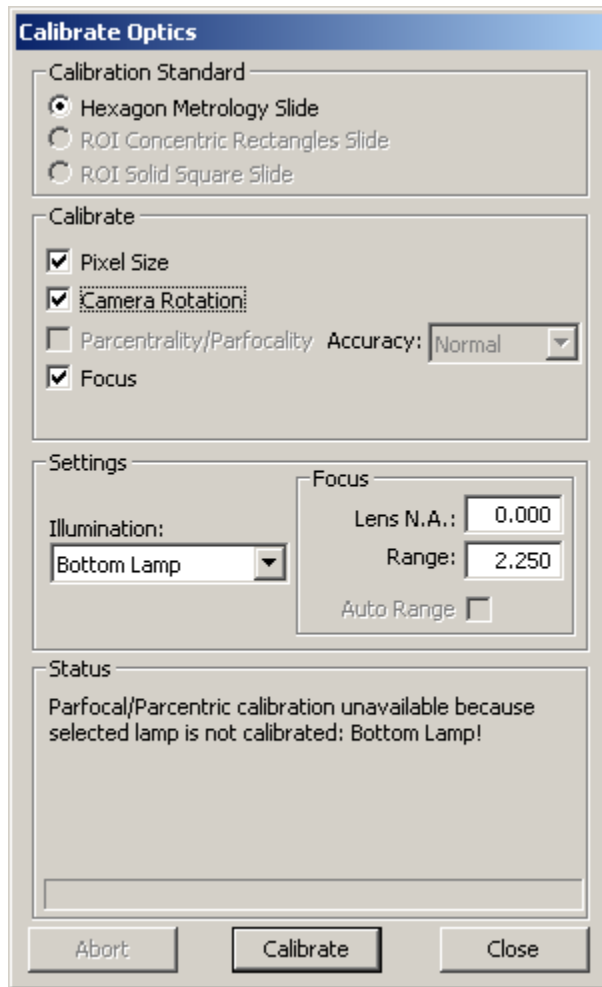 Calibrate Optics
Calibration Standard
Hexagon Metrology Slide
ROI Concentric Rectangles Slide
ROI Solid Square Slide
Calibrate
Pixel Size
Camera Rotation
Parcentrality/Parfocality Accuracy: Normal
Focus
Settings
Focus
Lens N.A.: 0.000
Illumination:
Range: 2.250
Bottom Lamp
Auto Range
Status
Parfocal/Parcentric calibration unavailable because
selected lamp is not calibrated: Bottom Lamp!
Abort Calibrate Close